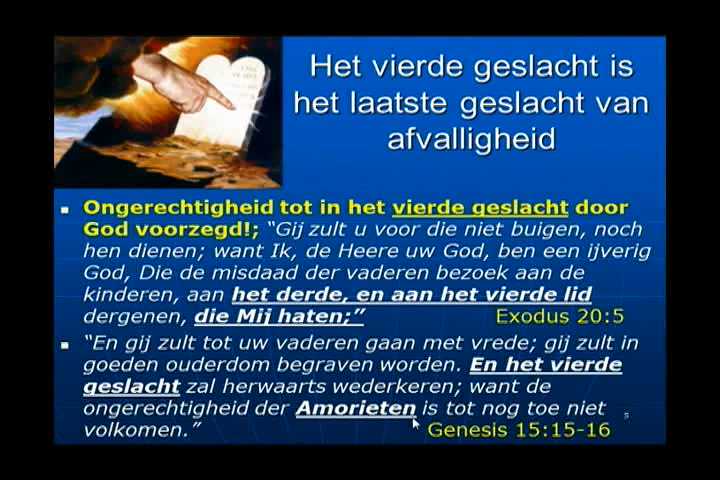 Het vierde geslacht is
het laatste geslacht van
afvalligheid
Ongerechtigheid tot in het vierde geslacht door
God voorzegd!; “Gij zult u voor die niet buigen, noch
hen dienen; want Ik, de Heere uw God, ben een ijverig
God, Die de misdaad der vaderen bezoek aan de
kinderen, aan het derde, en aan het vierde lid
dergenen, die Mij haten;” Exodus 20:5
“En gij zult tot uw vaderen gaan met vrede; gij zult in
goeden ouderdom begraven worden. En het vierde
geslacht zal herwaarts wederkeren; want de
ongerechtigheid der Amorieten is tot nog toe niet
volkomen.” Genesis 15:15-16
5